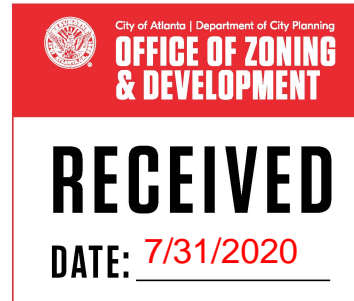 City of Atlanta | Department of City Planning
OFFICE OF ZONING
& DEVELOPMENT
RECEIVED
DATE: 7/31/2020